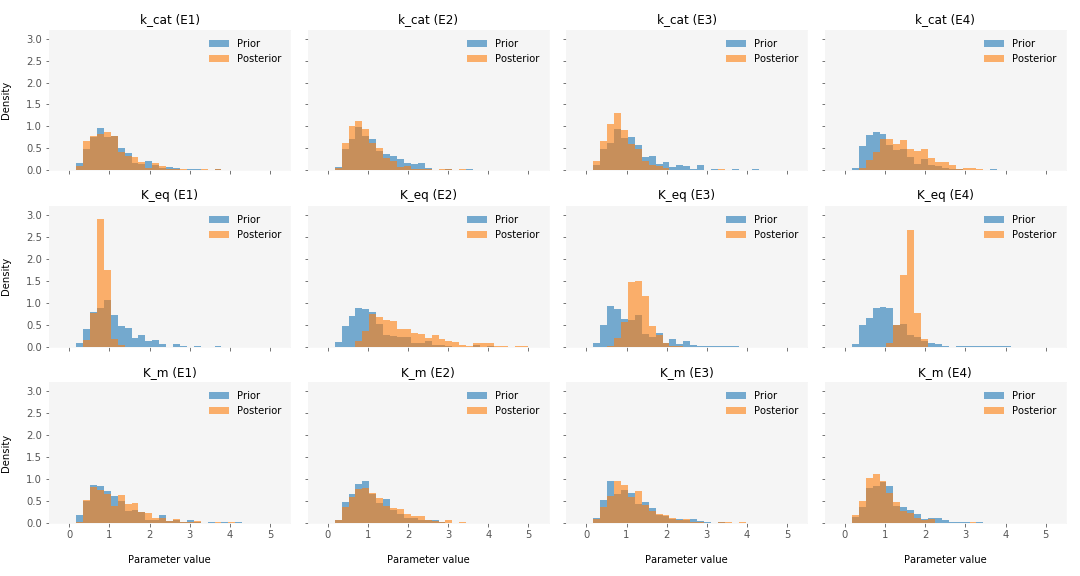 k_cat (E1) k_cat (E2) k_cat (E3) k_cat (E4)
3.0 Prior Prior Prior Prior
2.5 Posterior Posterior Posterior Posterior
2.0
Density
1.5
1.0
0.5
0.0
K_eq (E1) K_eq (E2) K_eq (E3) K_eq (E4)
3.0 Prior Prior Prior Prior
2.5 Posterior Posterior Posterior Posterior
2.0
Density
1.5
1.0
0.5
0.0
K_m (E1) K_m (E2) K_m (E3) K_m (E4)
3.0 Prior Prior Prior Prior
2.5 Posterior Posterior Posterior Posterior
2.0
Density
1.5
1.0
0.5
0.0
0 1 2 3 4 5 0 1 2 3 4 5 0 1 2 3 4 5 0 1 2 3 4 5
Parameter value Parameter value Parameter value Parameter value